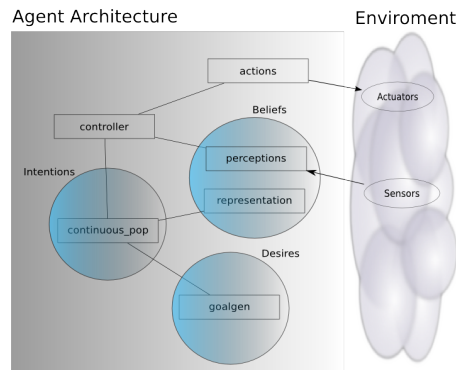 Agent Architecture
Enviroment
actions
Actuators
Beliefs
controller
perceptions
Intentions
Sensors
representation
continuous_pop
Desires
goalgen